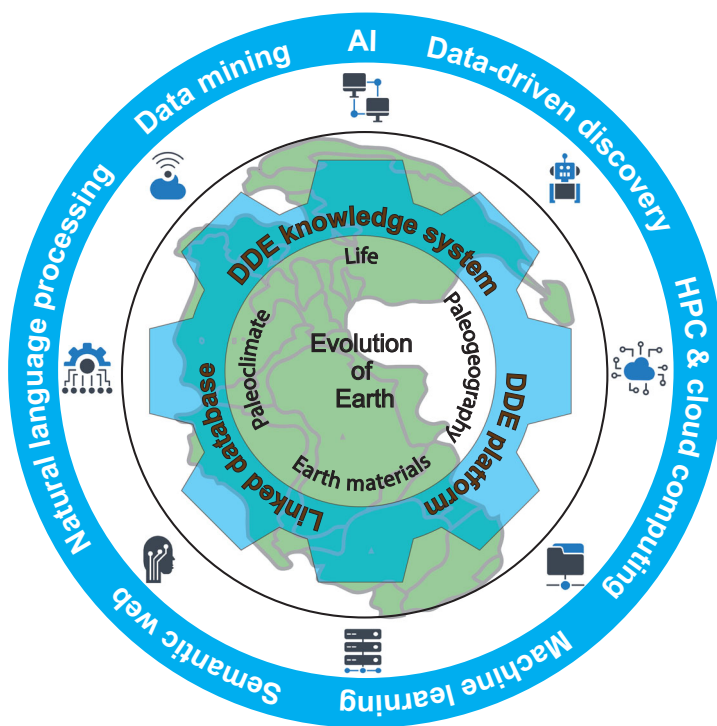 AI
Data-driven discovery
HPC & cloud computing
Machine learning
Semantic web
Natural language processing
Data mining
DDE knowledge system
DDE platform
Linked database
Life
Paleogeography
Earth materials
Paleoclimate
Evolution
of
Earth